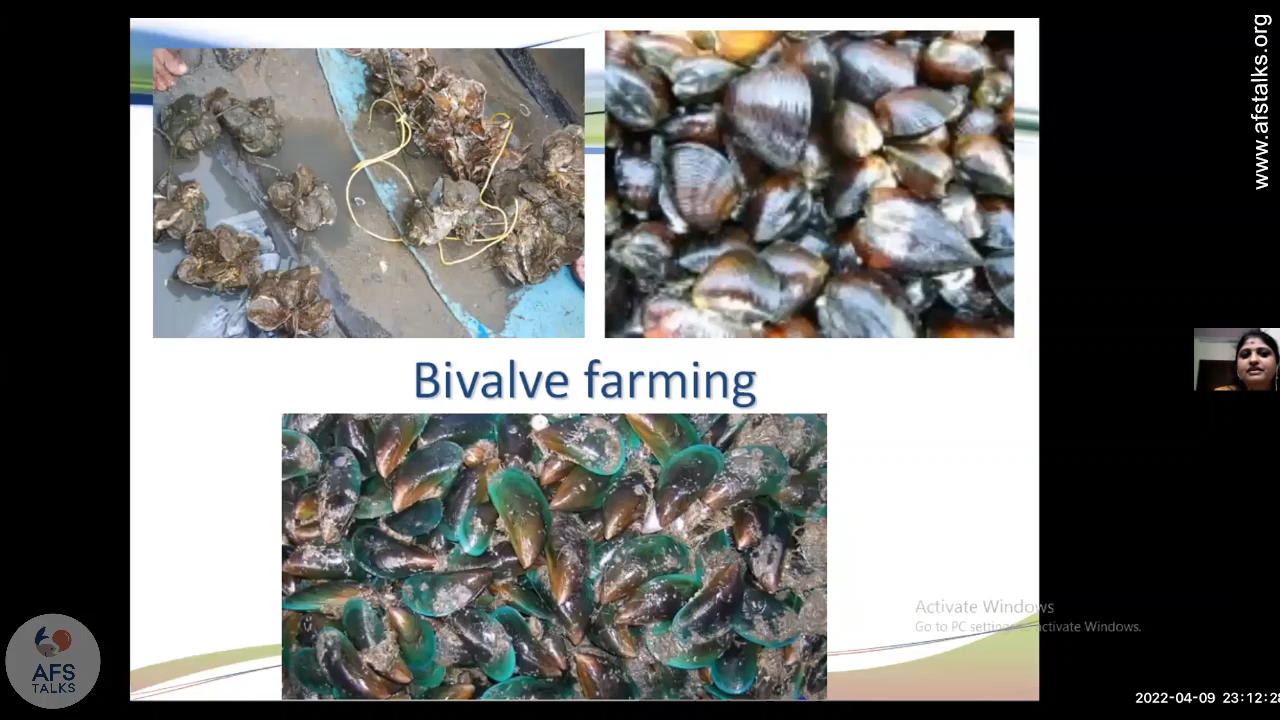 www.afstalks.org
Bivalve farming
Activate Windows
Go to PC settings to activate Windows.
AFS
TALKS
2022-04-09 23:12:2